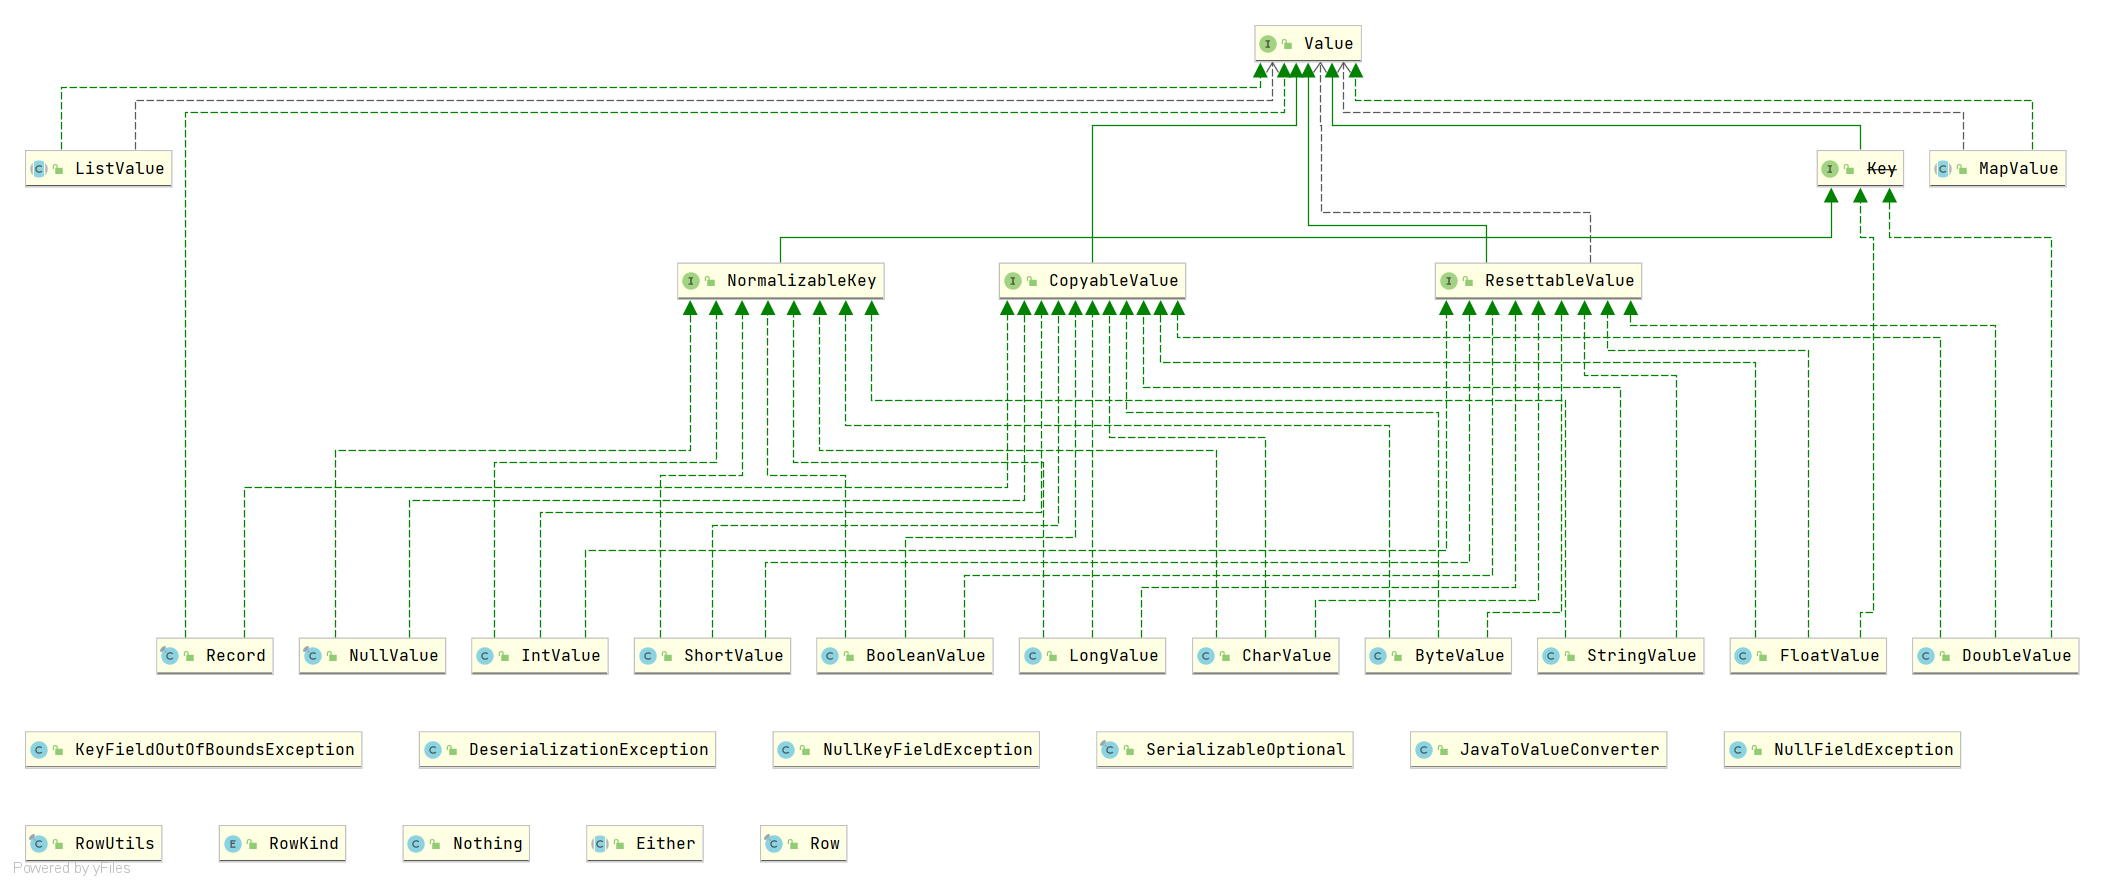 Value
ListValue
Key
MapValue
NormalizableKey
CopyableValue
ResettableValue
Record
NullValue
IntValue
ShortValue
BooleanValue
LongValue
CharValue
ByteValue
StringValue
FloatValue
DoubleValue
KeyFieldOutOfBoundsException
DeserializationException
NullKeyFieldException
SerializableOptional
JavaToValueConverter
NullFieldException
RowUtils
RowKind
Nothing
Either
Row
Powered by yFiles